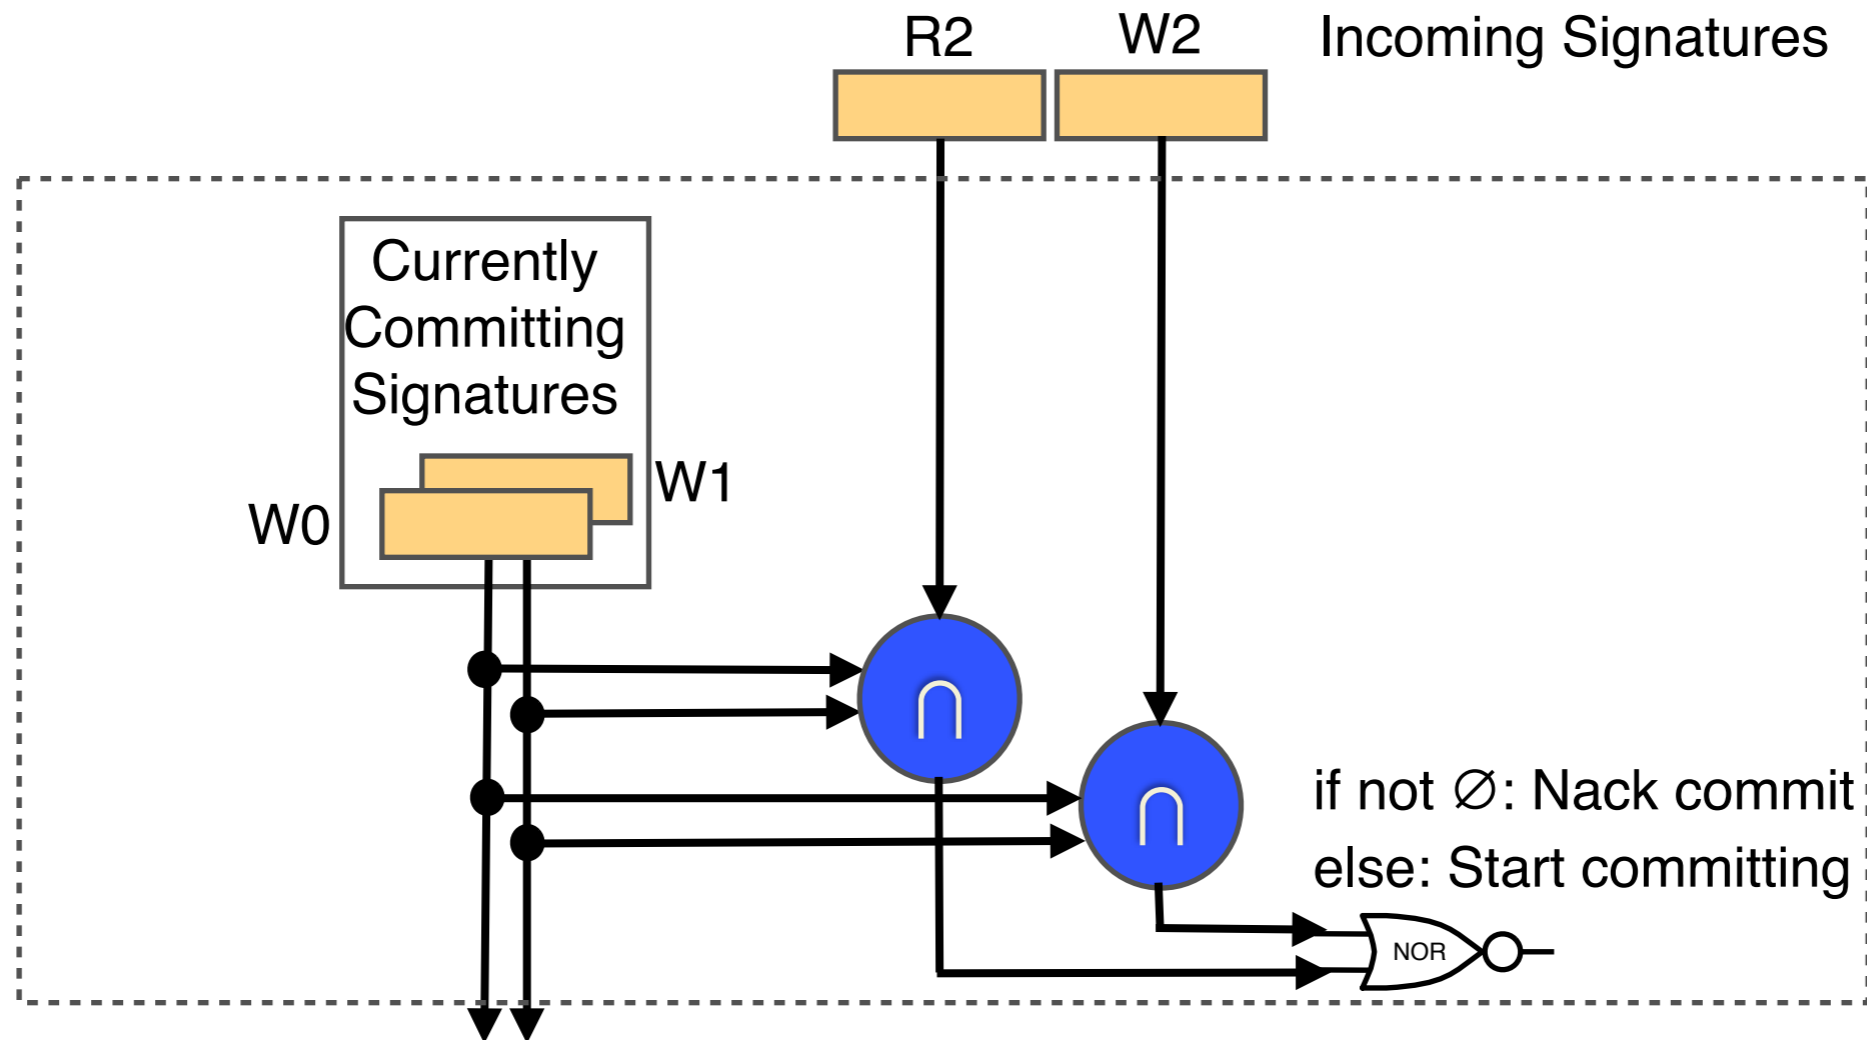 R2
W2
Incoming Signatures
Currently
Committing
Signatures
W1
W0
∩
∩
if not ∅: Nack commit
else: Start committing
NOR